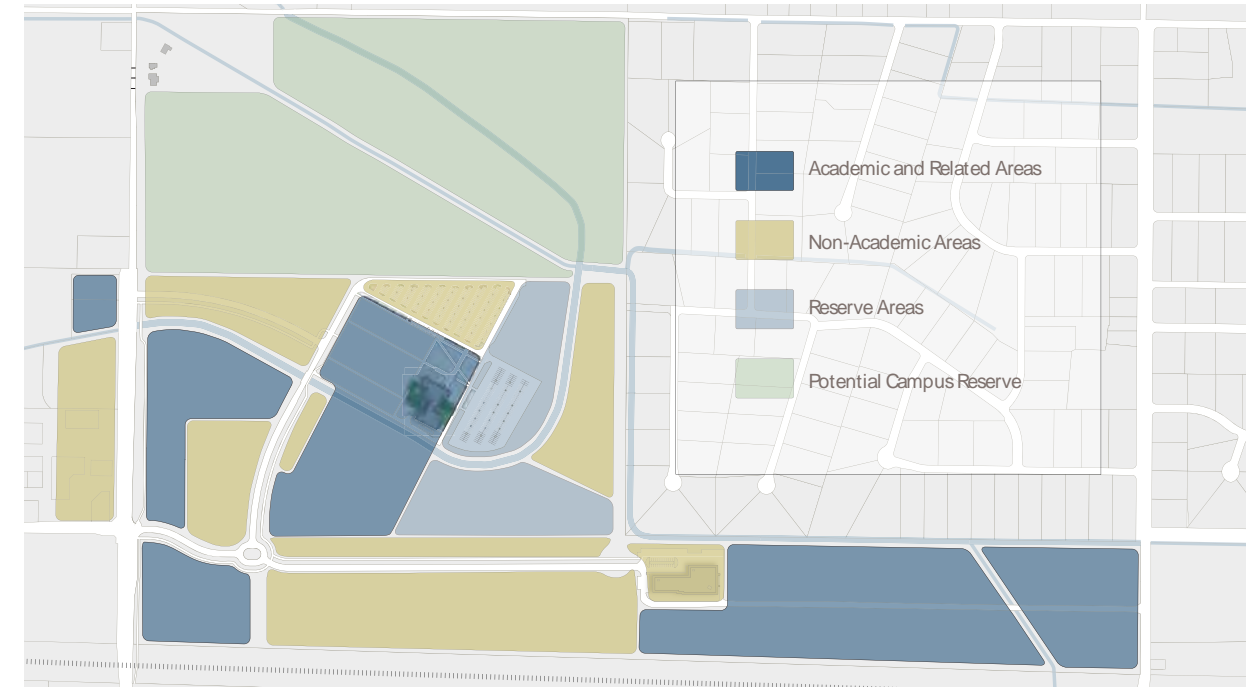 Academic and Related Areas
Non-Academic Areas
Reserve Areas
Potential Campus Reserve